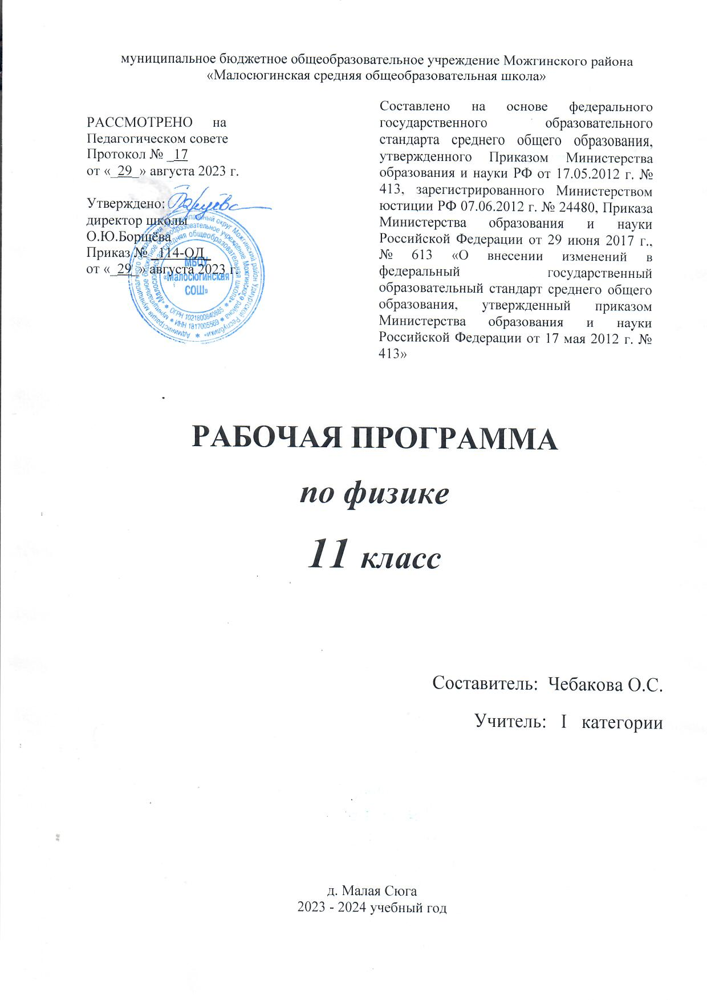 муниципальное бюджетное общеобразовательное учреждение Можгинского района
«Малосюгинская средняя общеобразовательная школа»
РАССМОТРЕНО на
Педагогическом совете
Протокол № _17
от «_29_» августа 2023 г.
Утверждено:
директор школы
О.Ю.Борщёва
Приказ № _114-ОД_
от «_29_» августа 2023 г.
МБОУ
«Малосюгинская
СОШ»
* ОГРН 1021800840885 *
* ИНН 1817005569 *
Составлено на основе федерального
государственного образовательного
стандарта среднего общего образования,
утвержденного Приказом Министерства
образования и науки РФ от 17.05.2012 г. №
413, зарегистрированного Министерством
юстиции РФ 07.06.2012 г. № 24480, Приказа
Министерства образования и науки
Российской Федерации от 29 июня 2017 г.,
№ 613 «О внесении изменений в
федеральный государственный
образовательный стандарт среднего общего
образования, утвержденный приказом
Министерства образования и науки
Российской Федерации от 17 мая 2012 г. №
413»
РАБОЧАЯ ПРОГРАММА
по физике
11 класс
Составитель: Чебакова О.С.
Учитель: I категории
д. Малая Сюга
2023 - 2024 учебный год